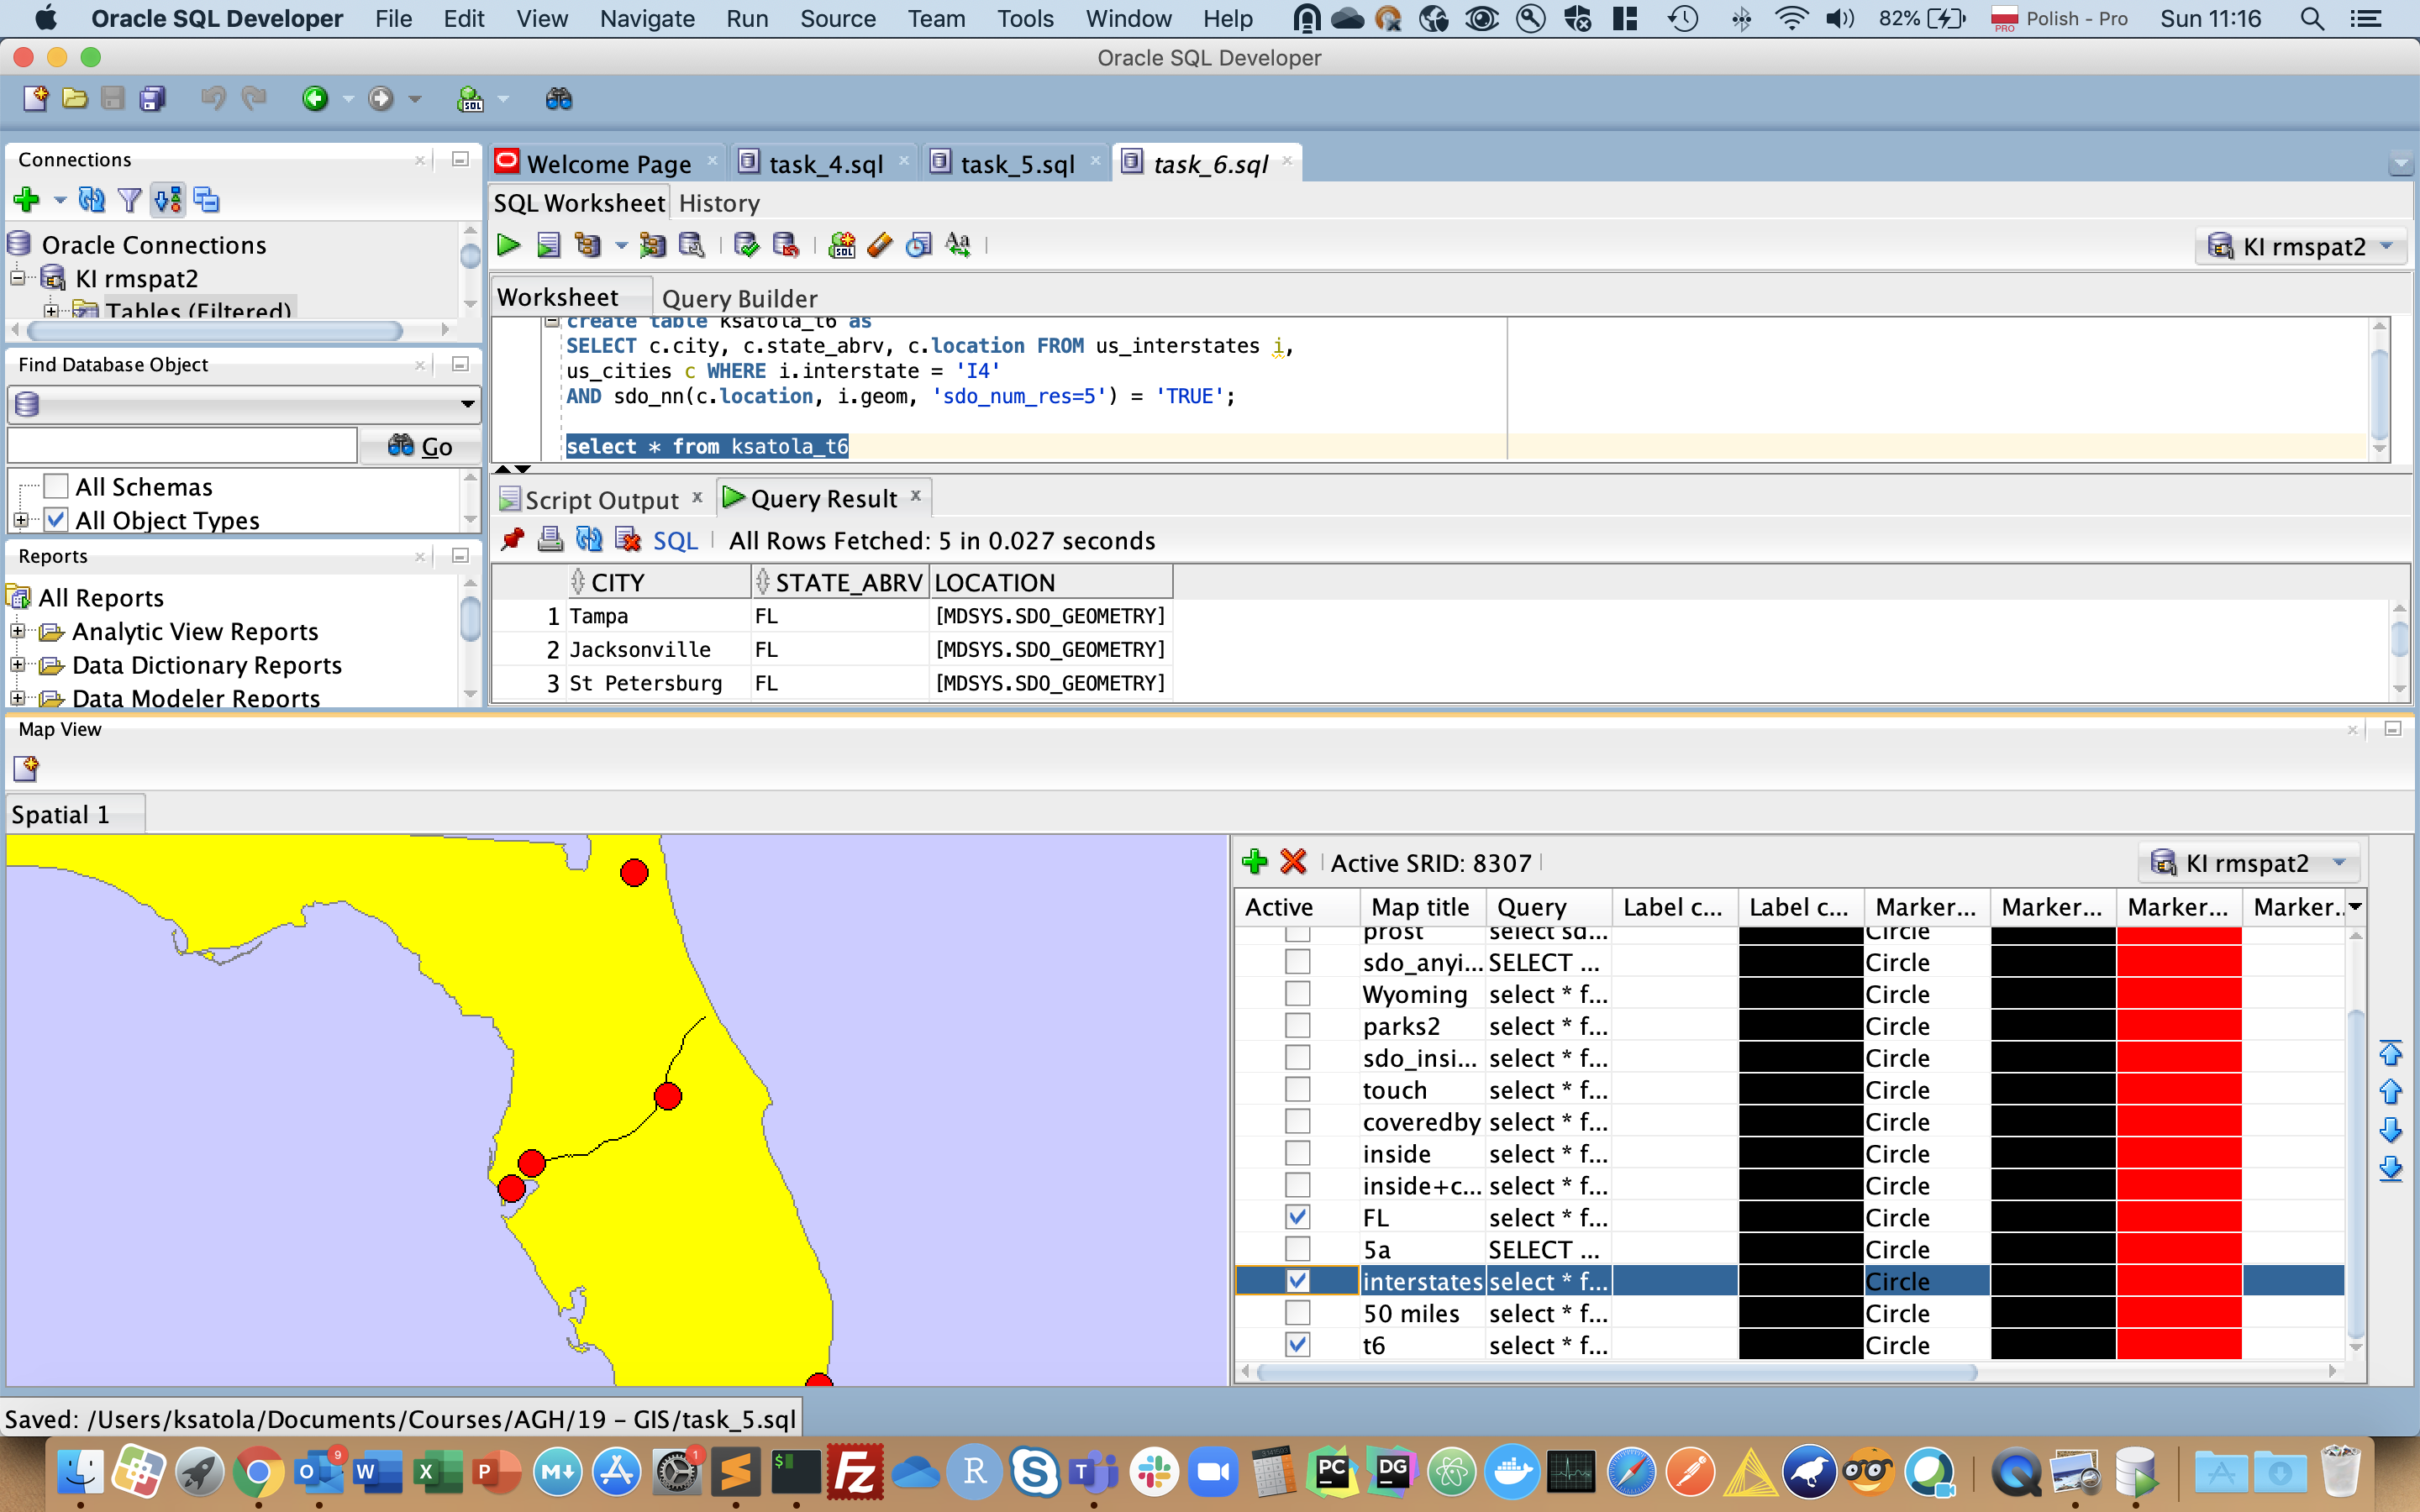 Oracle SQL Developer File Edit View Navigate Run Source Team Tools Window Help 82% PRO Polish - Pro Sun 11:16
Oracle SQL Developer
Connections
Oracle Connections
KI rmspat2
Tables (Filtered)
Find Database Object
Go
All Schemas
All Object Types
Reports
All Reports
Analytic View Reports
Data Dictionary Reports
Data Modeler Reports
Welcome Page task_4.sql task_5.sql task_6.sql
SQL Worksheet History
KI rmspat2
Worksheet Query Builder
create table ksatola_t6 as
SELECT c.city, c.state_abrv, c.location FROM us_interstates i,
us_cities c WHERE i.interstate = 'I4'
AND sdo_nn(c.location, i.geom, 'sdo_num_res=5') = 'TRUE';
select * from ksatola_t6
Script Output Query Result
SQL All Rows Fetched: 5 in 0.027 seconds
CITY STATE_ABRV LOCATION
1 Tampa FL [MDSYS.SDO_GEOMETRY]
2 Jacksonville FL [MDSYS.SDO_GEOMETRY]
3 St Petersburg FL [MDSYS.SDO_GEOMETRY]
Map View
Spatial 1
Active SRID: 8307 KI rmspat2
Active Map title Query Label c... Label c... Marker... Marker... Marker... Marker..
prost select sd... Circle
sdo_anyi... SELECT ... Circle
Wyoming select * f... Circle
parks2 select * f... Circle
sdo_insi... select * f... Circle
touch select * f... Circle
coveredby select * f... Circle
inside select * f... Circle
inside+c... select * f... Circle
FL select * f... Circle
5a SELECT ... Circle
interstates select * f... Circle
50 miles select * f... Circle
t6 select * f... Circle
Saved: /Users/ksatola/Documents/Courses/AGH/19 - GIS/task_5.sql
9 1